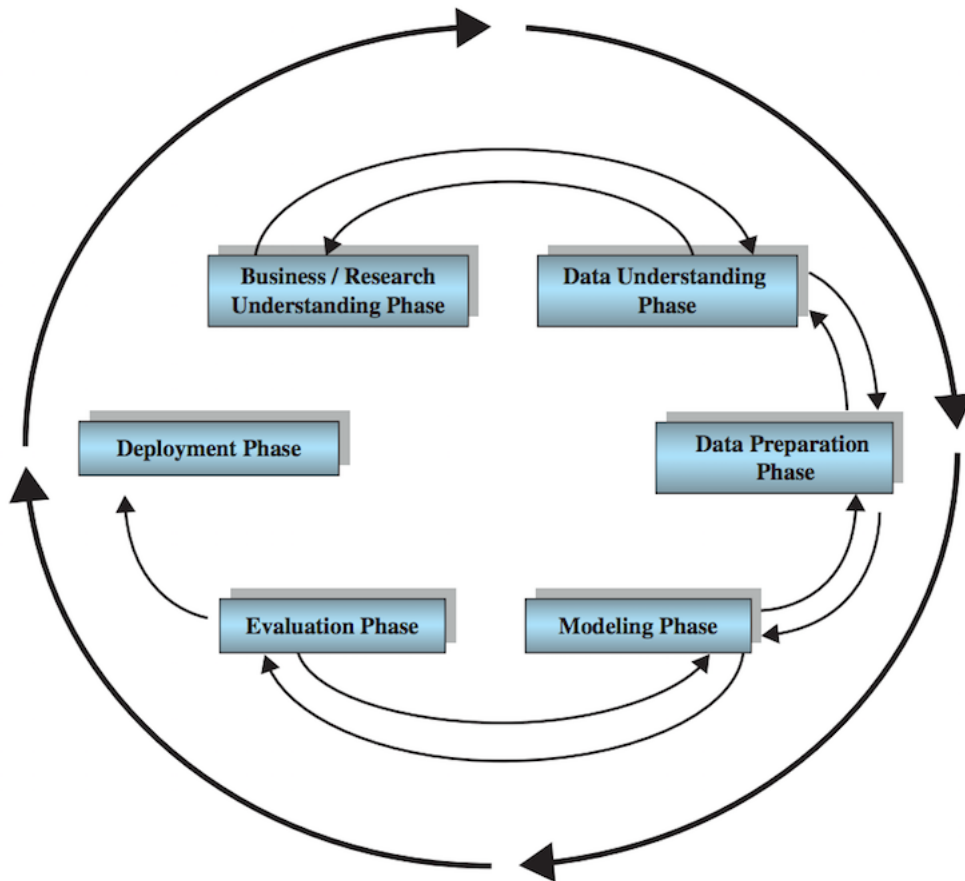 Business / Research
Understanding Phase
Data Understanding
Phase
Deployment Phase
Data Preparation
Phase
Evaluation Phase
Modeling Phase